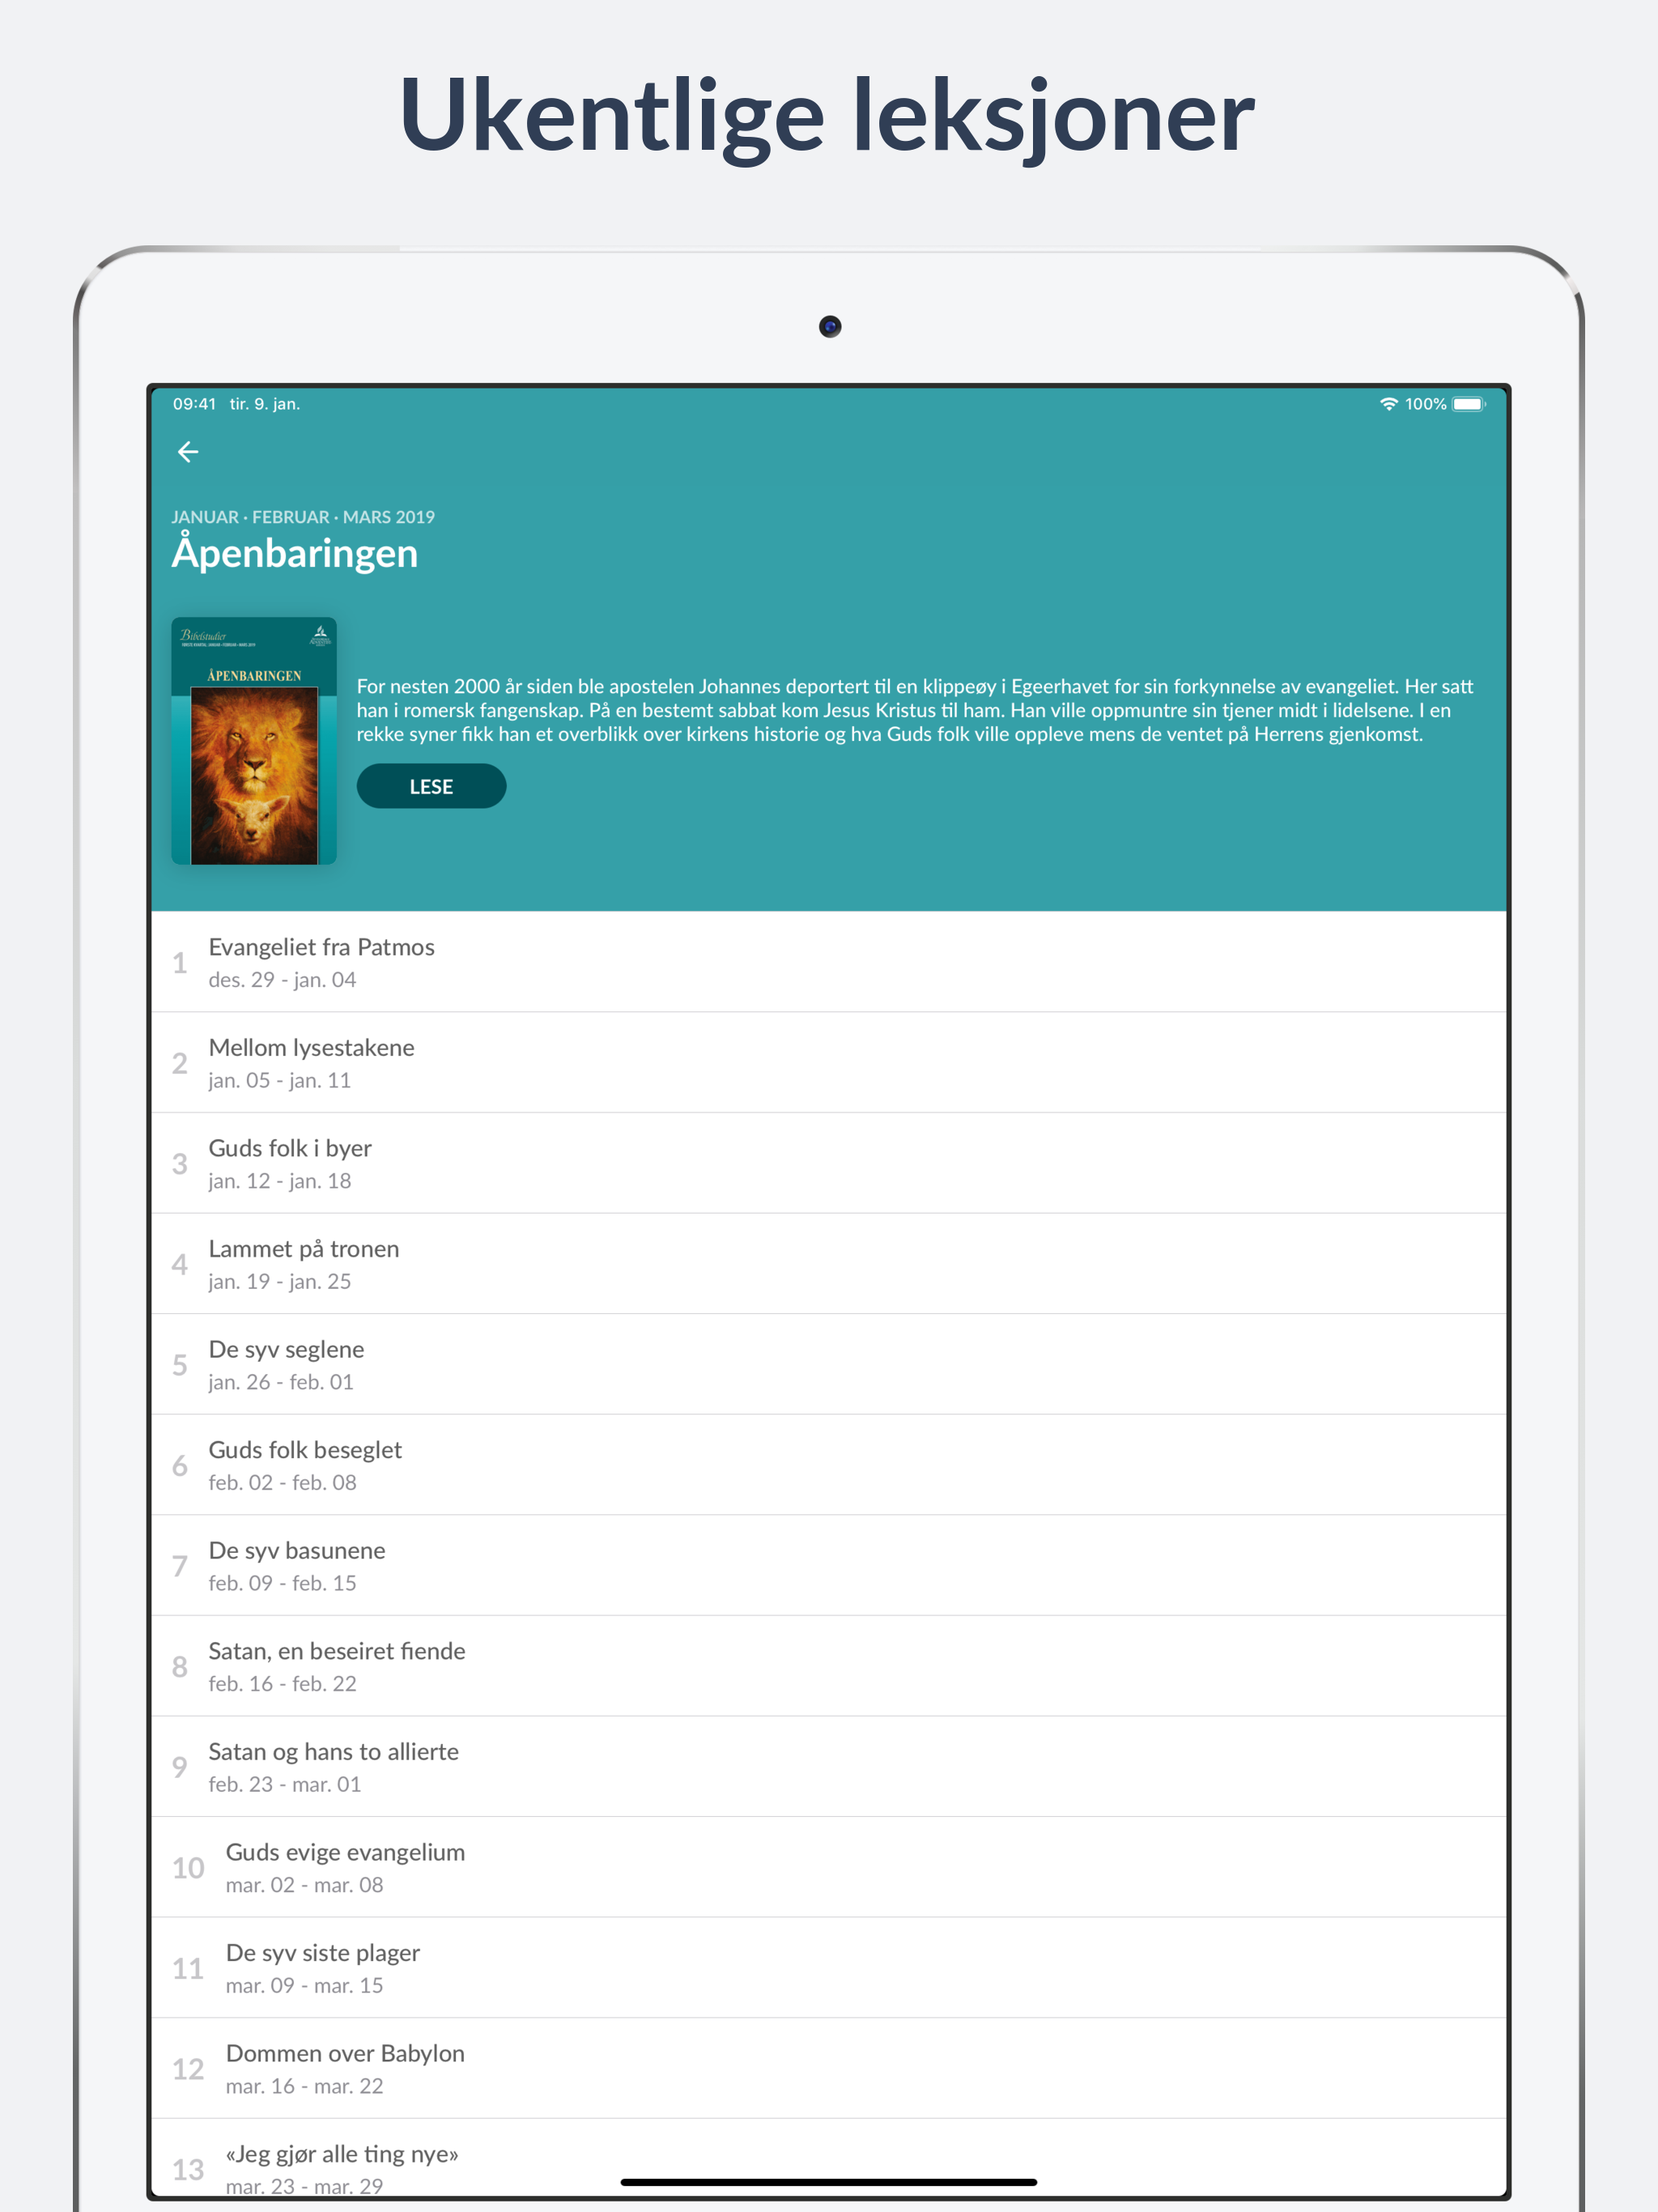 Ukentlige leksjoner
09:41 tir. 9. jan.
100%
JANUAR · FEBRUAR · MARS 2019
Åpenbaringen
Bibelstudier
ÅPENBARINGEN
For nesten 2000 år siden ble apostelen Johannes deportert til en klippeøy i Egeerhavet for sin forkynnelse av evangeliet. Her satt
han i romersk fangenskap. På en bestemt sabbat kom Jesus Kristus til ham. Han ville oppmuntre sin tjener midt i lidelsene. I en
rekke syner fikk han et overblikk over kirkens historie og hva Guds folk ville oppleve mens de ventet på Herrens gjenkomst.
LESE
1
Evangeliet fra Patmos
des. 29 - jan. 04
2
Mellom lysestakene
jan. 05 - jan. 11
3
Guds folk i byer
jan. 12 - jan. 18
4
Lammet på tronen
jan. 19 - jan. 25
5
De syv seglene
jan. 26 - feb. 01
6
Guds folk beseglet
feb. 02 - feb. 08
7
De syv basunene
feb. 09 - feb. 15
8
Satan, en beseiret fiende
feb. 16 - feb. 22
9
Satan og hans to allierte
feb. 23 - mar. 01
10
Guds evige evangelium
mar. 02 - mar. 08
11
De syv siste plager
mar. 09 - mar. 15
12
Dommen over Babylon
mar. 16 - mar. 22
13
«Jeg gjør alle ting nye»
mar. 23 - mar. 29